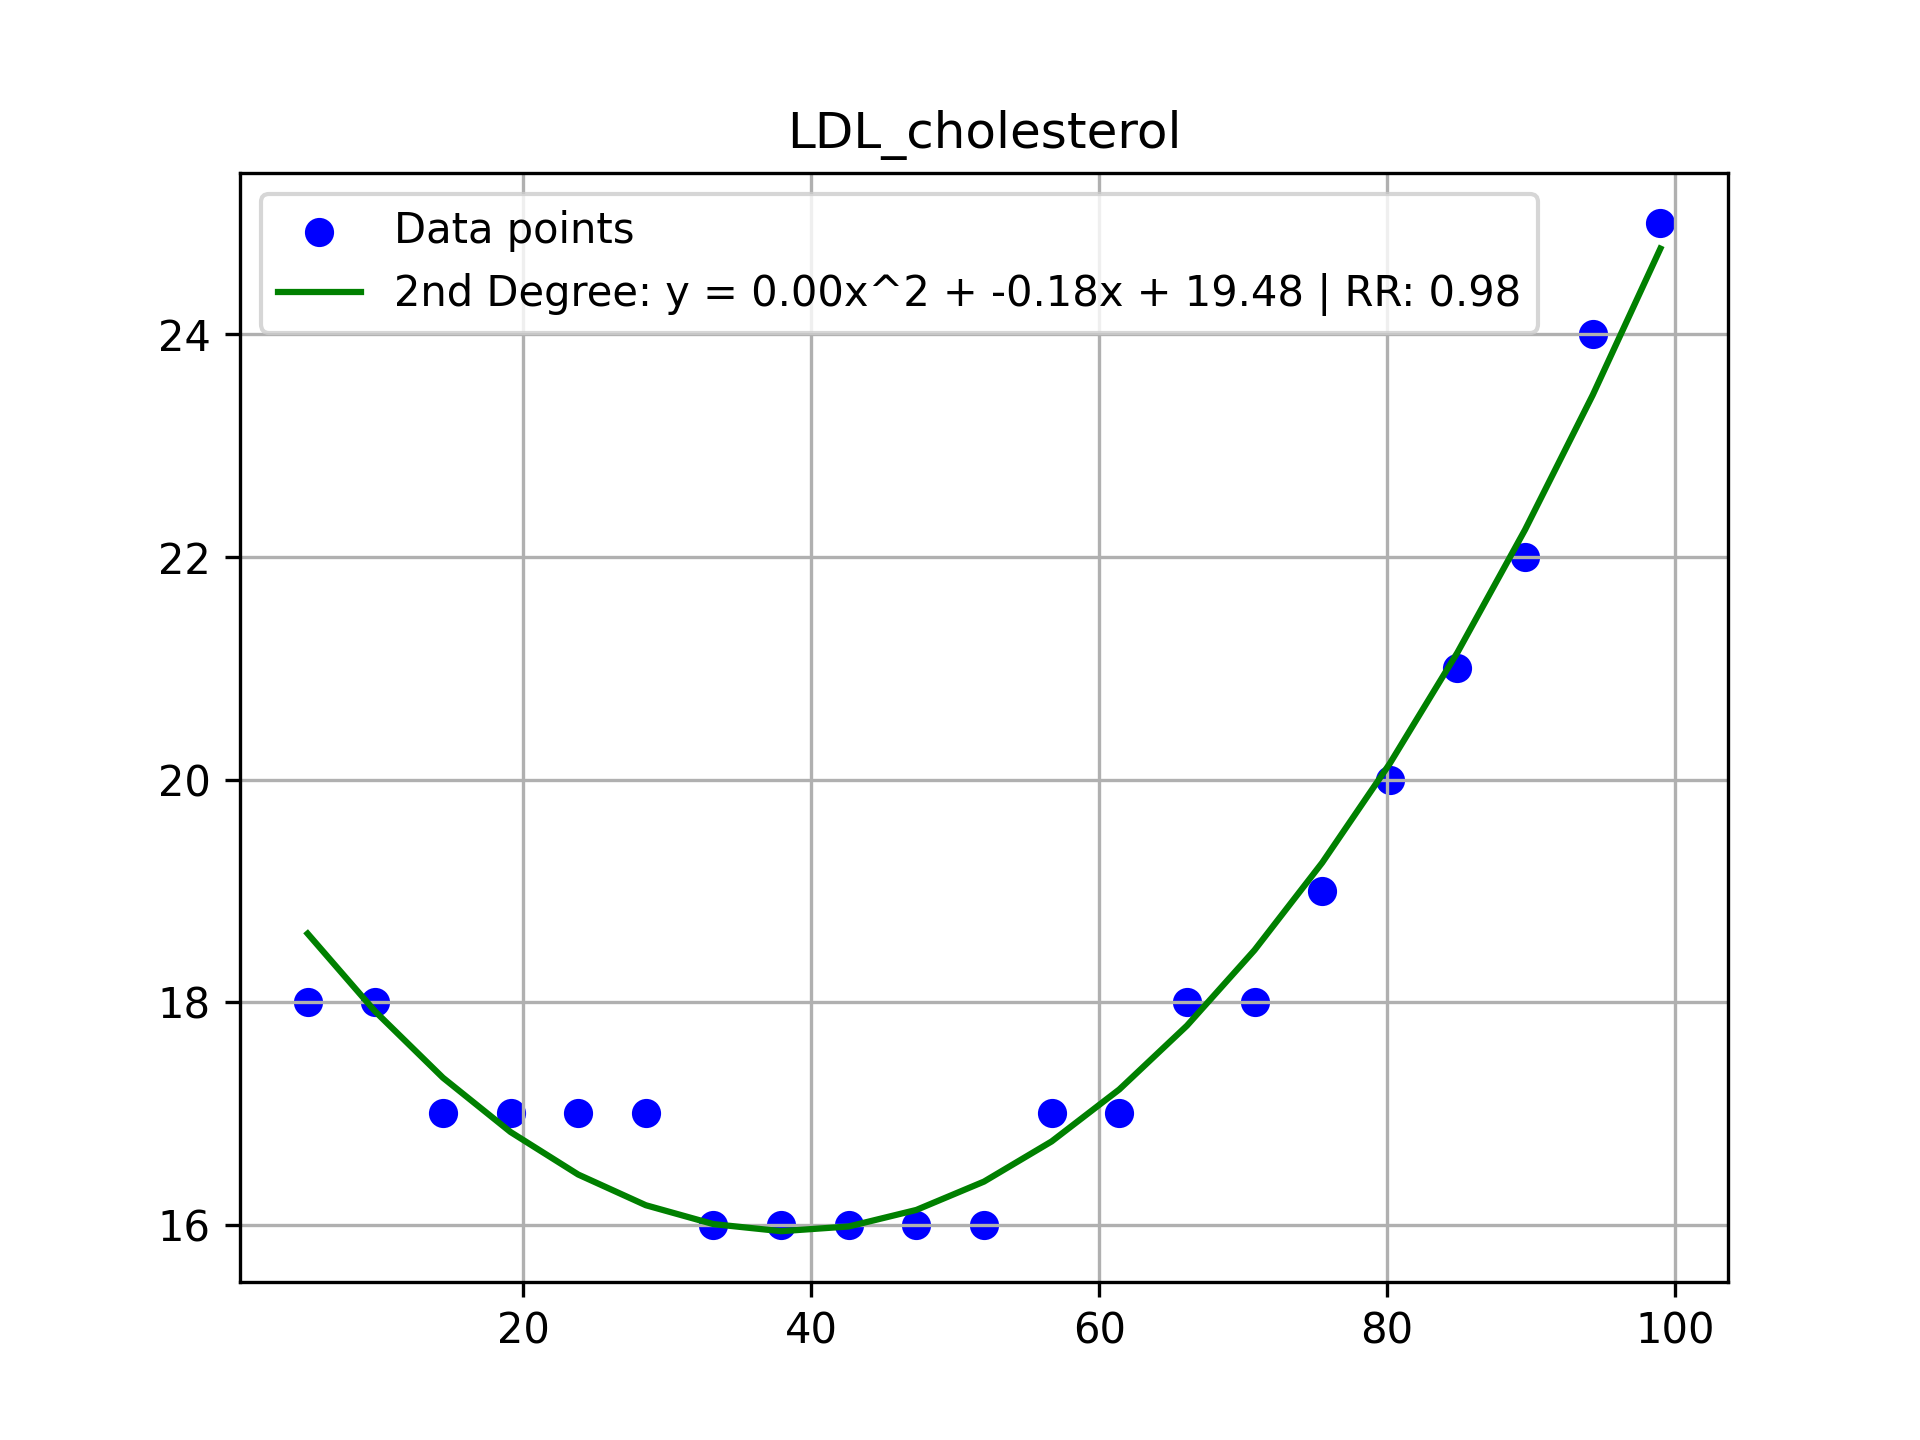 LDL_cholesterol
Data points
2nd Degree: y = 0.00x^2 + -0.18x + 19.48 | RR: 0.98
24
22
20
18
16
20 40 60 80 100